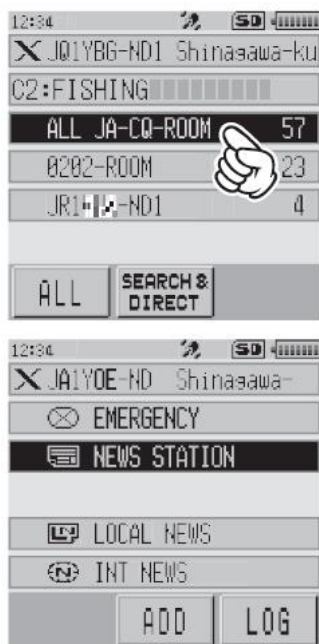 12:34 SD
X JQ1YBG-ND1 Shinagawa-ku
C2:FISHING
ALL JA-CQ-ROOM 57
0202-ROOM 23
JR1 -ND1 4
ALL SEARCH &
DIRECT
12:34 SD
X JA1YOE-ND Shinagawa-
EMERGENCY
NEWS STATION
LOCAL NEWS
INT NEWS
ADD LOG